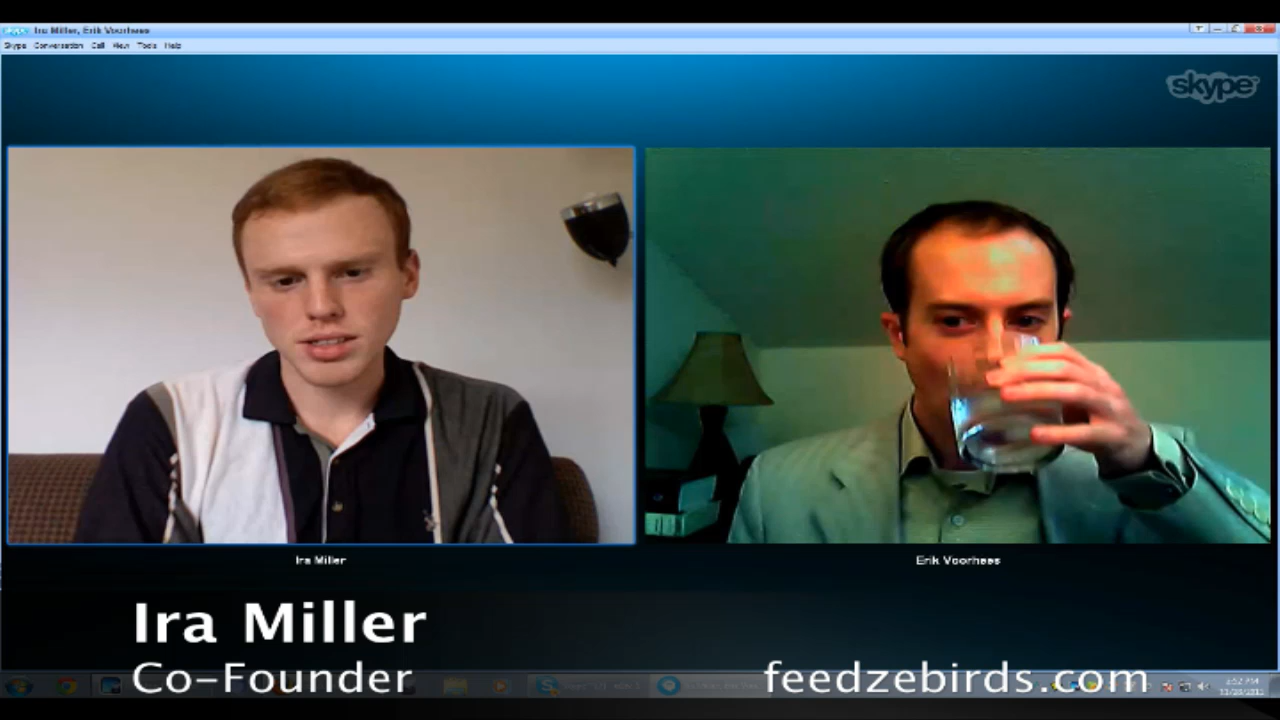 Ira Miller, Erik Voorhees
Skype Conversation Call View Tools Help
skype
Ira Miller
Erik Voorhees
Ira Miller
Co-Founder
feedzebirds.com